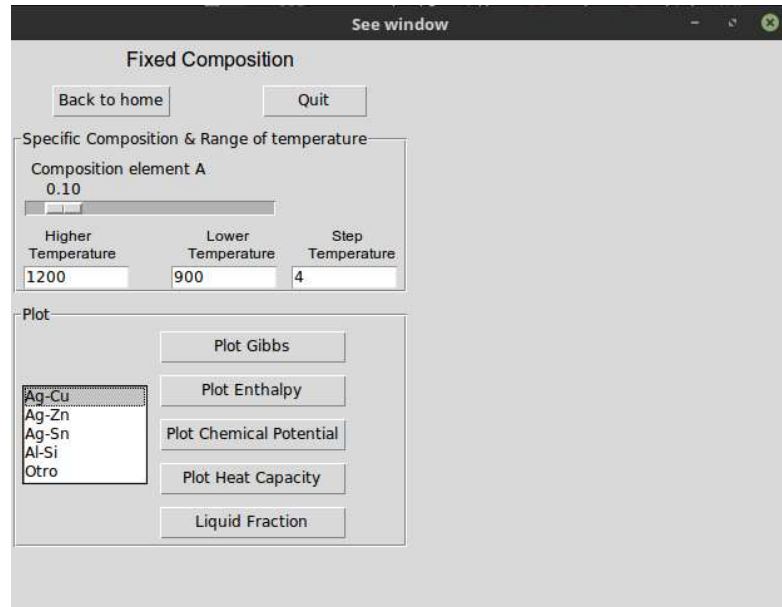 See window
Fixed Composition
Back to home
Quit
Specific Composition & Range of temperature
Composition element A
0.10
Higher
Temperature
Lower
Temperature
Step
Temperature
1200
900
4
Plot
Plot Gibbs
Plot Enthalpy
Plot Chemical Potential
Plot Heat Capacity
Liquid Fraction
Ag-Cu
Ag-Zn
Ag-Sn
Al-Si
Otro